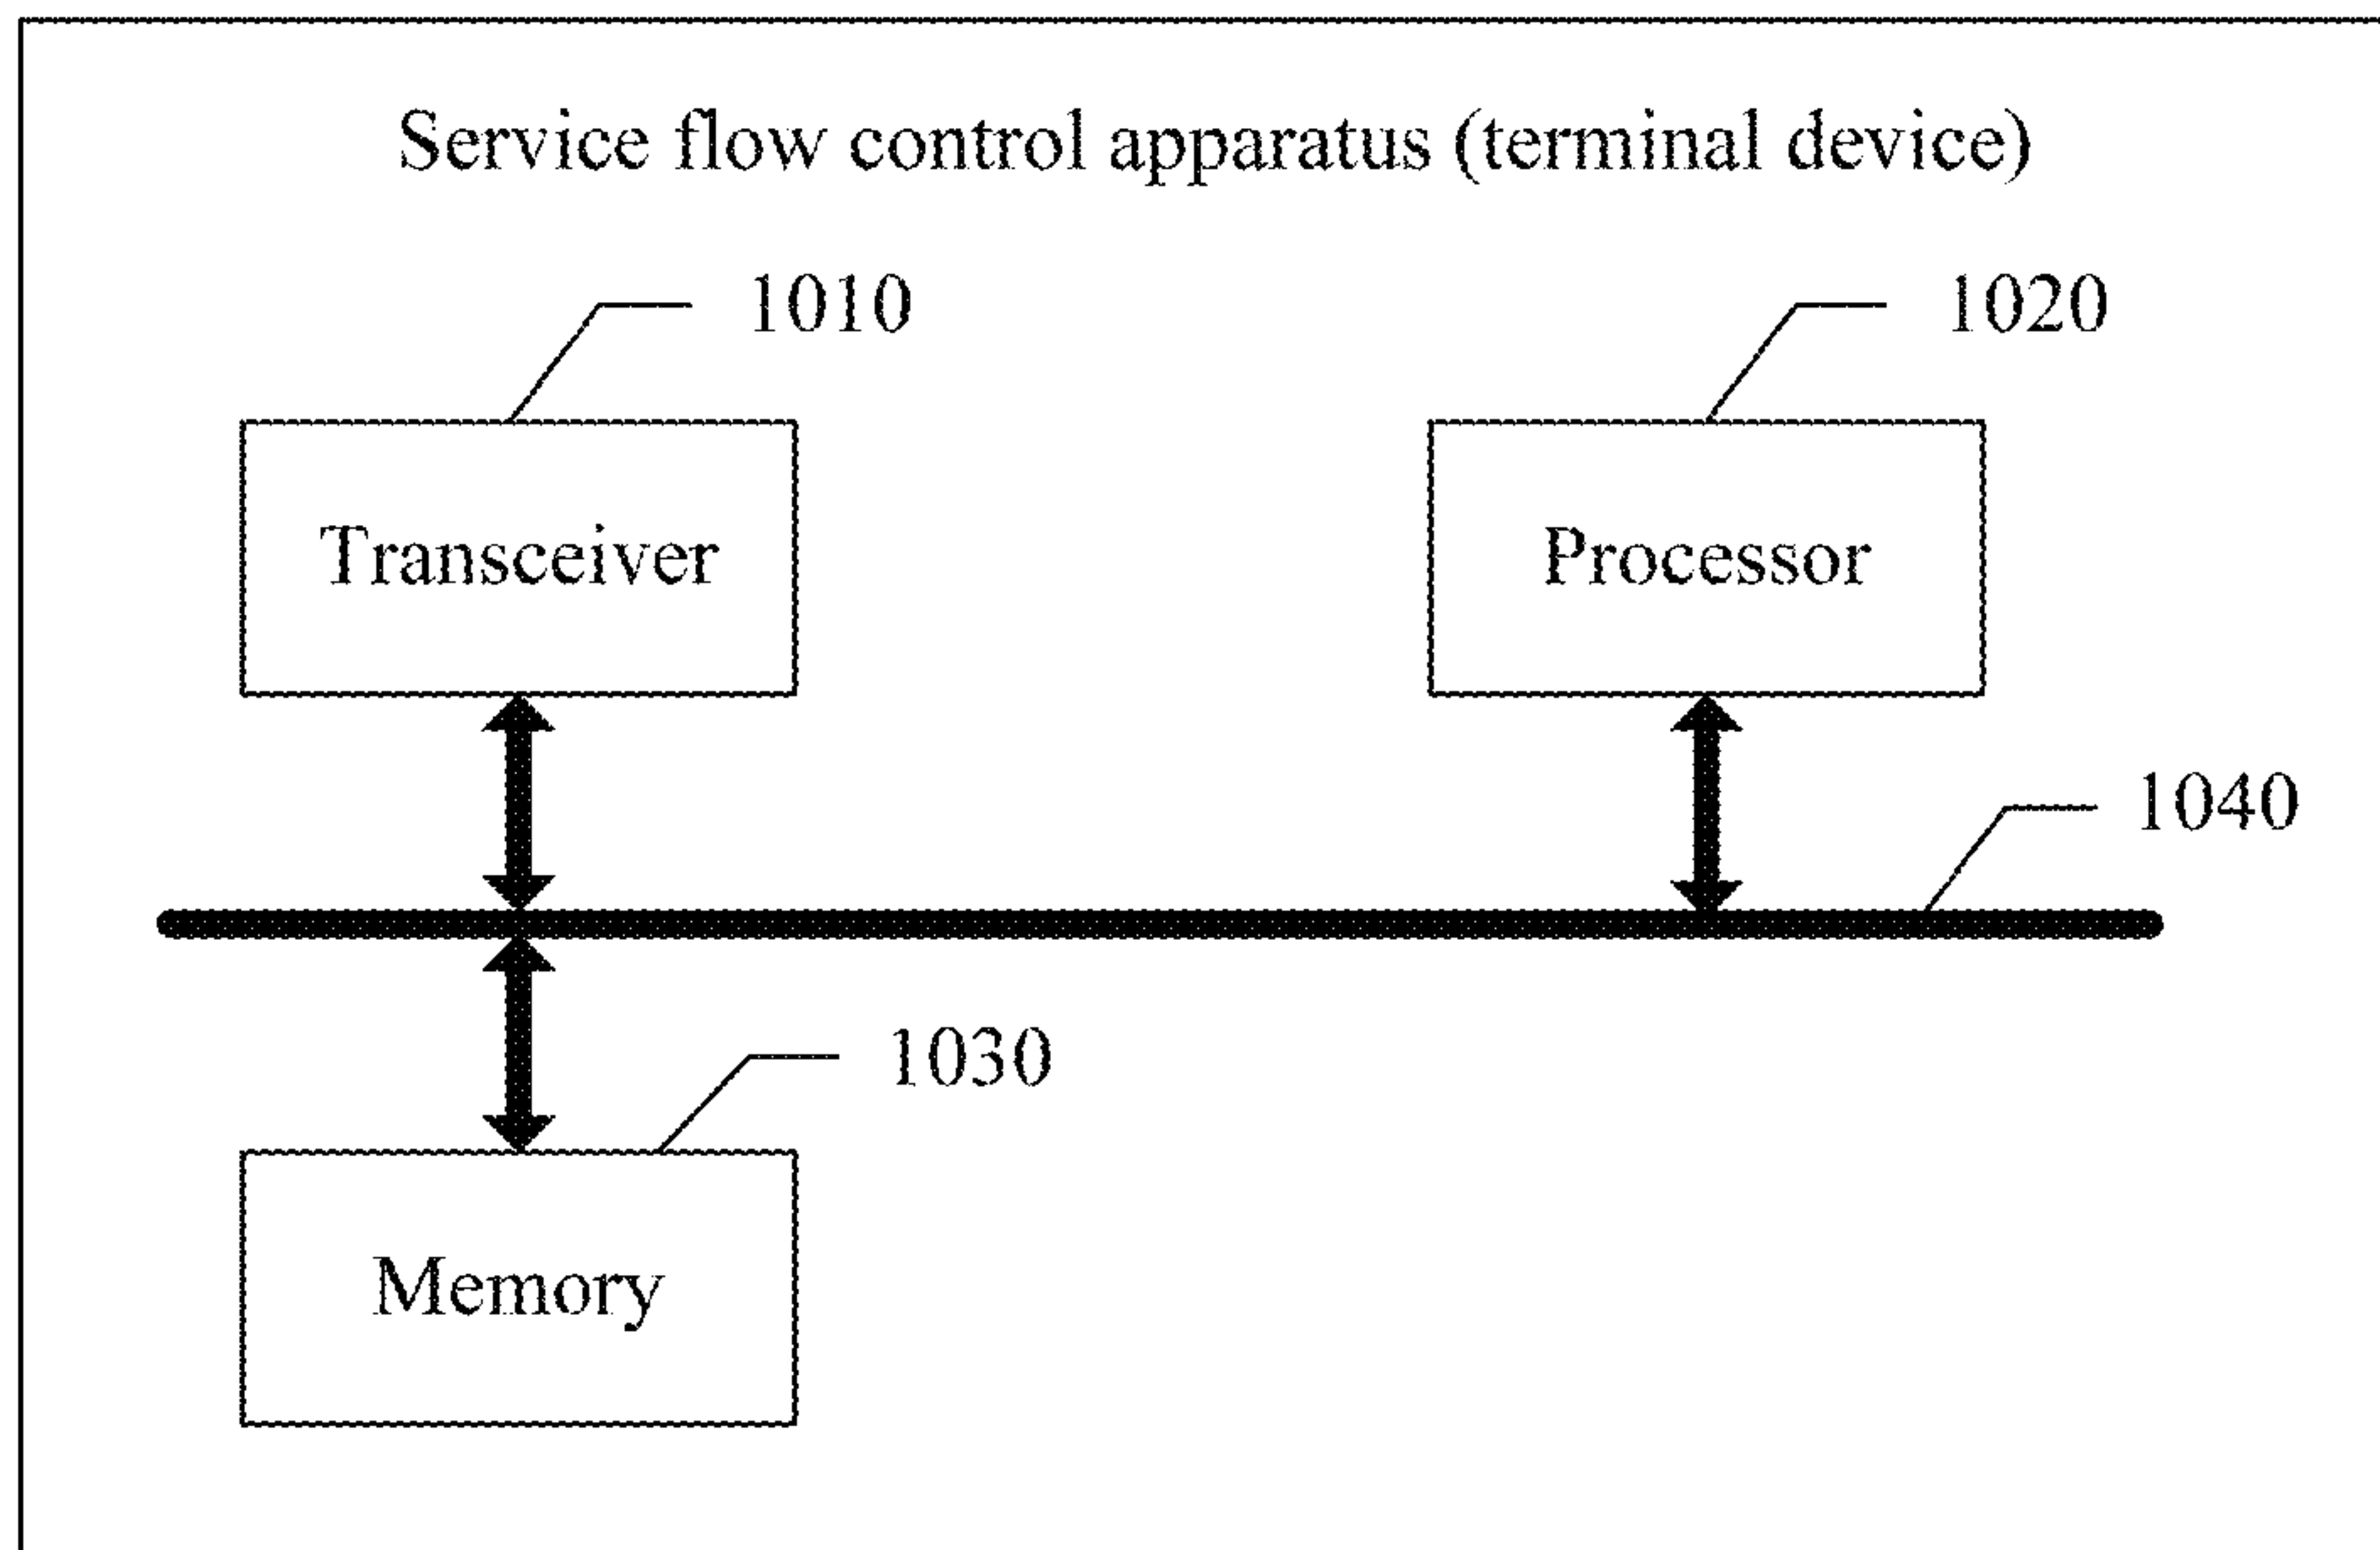 Service flow control apparatus (terminal device)
1010
1020
Transceiver
Processor
1040
1030
Memory